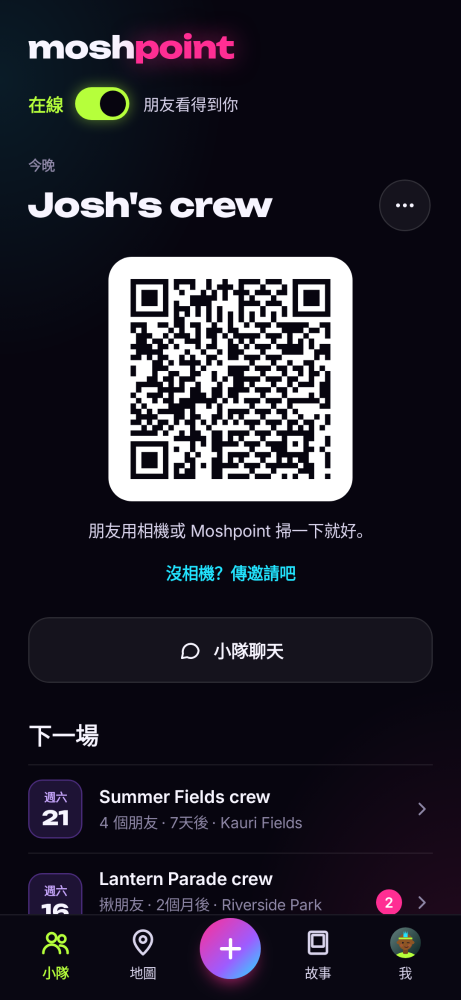 moshpoint
在線 朋友看得到你
今晚
Josh's crew
朋友用相機或 Moshpoint 掃一下就好。
沒相機？傳邀請吧
小隊聊天
下一場
週六
21
Summer Fields crew
4 個朋友 · 7天後 · Kauri Fields
週六
16
Lantern Parade crew
揪朋友 · 2個月後 · Riverside Park
2
小隊
地圖
故事
我